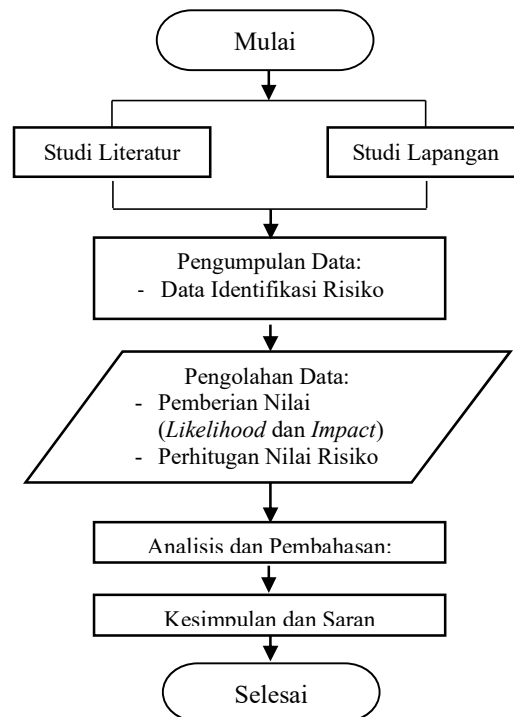 Mulai
Studi Literatur
Studi Lapangan
Pengumpulan Data:
- Data Identifikasi Risiko
Pengolahan Data:
- Pemberian Nilai
(Likelihood dan Impact)
- Perhitugan Nilai Risiko
Analisis dan Pembahasan:
Kesimpulan dan Saran
Selesai